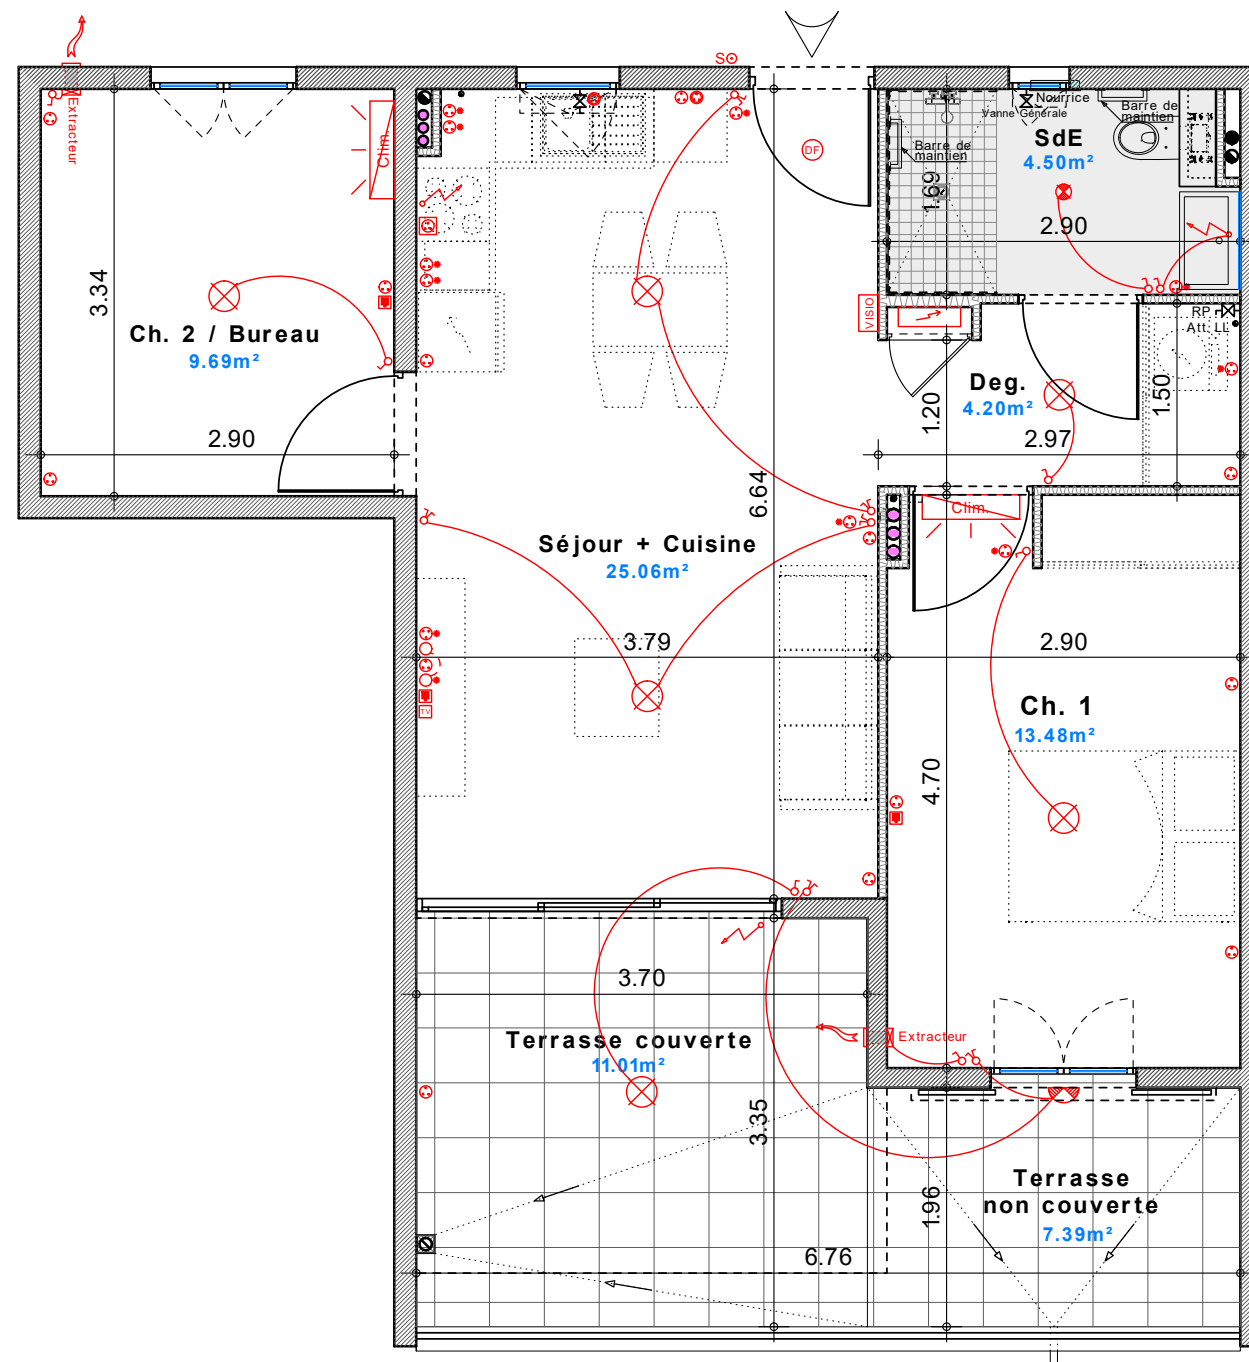 S
Extracteur
Clim.
DF
Nourrice
Vanne Générale
Barre de
maintien
SdE
4.50m²
Barre de
maintien
1.69
2.90
3.34
Ch. 2 / Bureau
9.69m²
VISIO
RP
Att. LL
Deg.
4.20m²
1.20
1.50
2.90
2.97
6.64
Clim.
Séjour + Cuisine
25.06m²
3.79
2.90
TV
Ch. 1
13.48m²
4.70
3.70
Extracteur
Terrasse couverte
11.01m²
3.35
Terrasse
non couverte
7.39m²
1.96
6.76